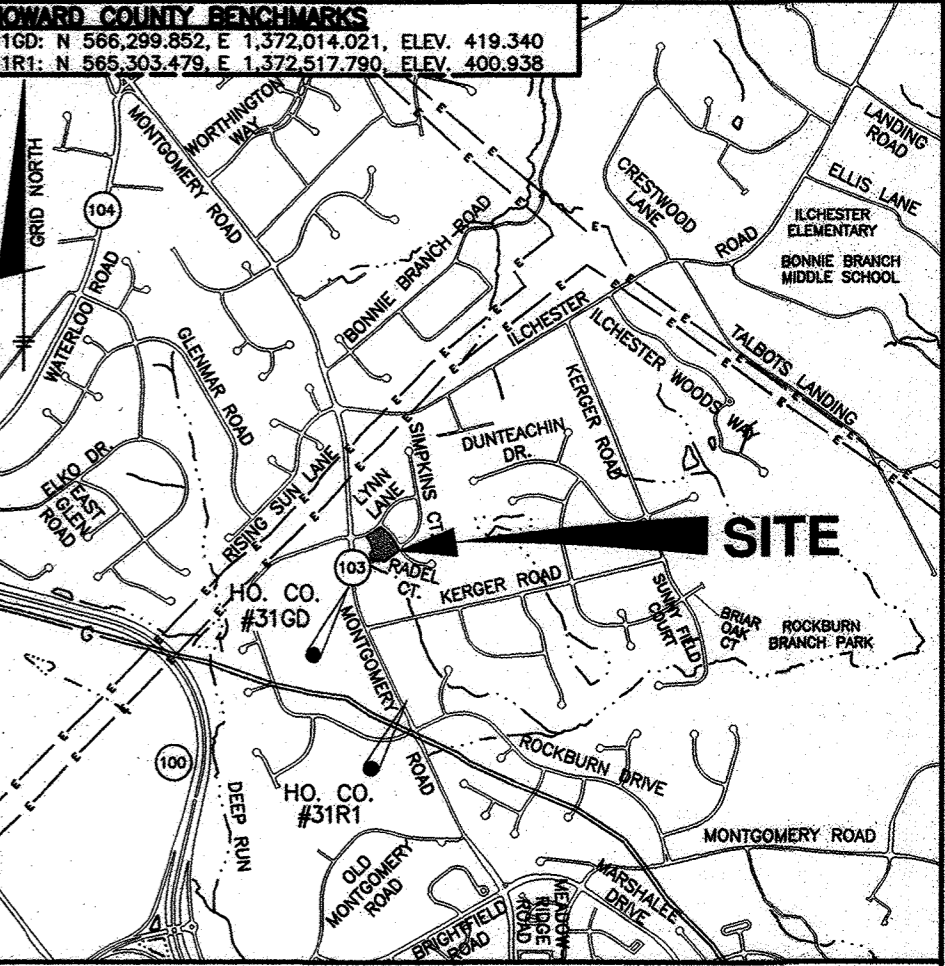 HOWARD COUNTY BENCHMARKS
1GD: N 566,299.852, E 1,372,014.021, ELEV. 419.340
1R1: N 565,303.479, E 1,372,517.790, ELEV. 400.938
GRID NORTH
104
MONTGOMERY ROAD
WORTHINGTON
WAY
LANDING
ROAD
ELLIS LANE
CRESTWOOD
LANE
ROAD
ILCHESTER
ELEMENTARY
BONNIE BRANCH
MIDDLE SCHOOL
BONNIE BRANCH ROAD
WATERLOO ROAD
GLENMAR ROAD
ILCHESTER
ILCHESTER WOODS WAY
TALBOTS LANDING
KERGER ROAD
DUNTEACHIN
DR.
SIMPKINS CT.
LYNN
LANE
RISING SUN LANE
ELKO DR.
EAST
GLEN
ROAD
SITE
103
RADEL
CT.
KERGER ROAD
HO. CO.
#31GD
SUNNY FIELD
COURT
BRIAR
OAK
CT
ROCKBURN
BRANCH PARK
G
MONTGOMERY
ROAD
100
DEEP RUN
HO. CO.
#31R1
ROCKBURN DRIVE
MONTGOMERY ROAD
OLD
MONTGOMERY
ROAD
MARSHALEE
DRIVE
BRIGHTFIELD
ROAD
MEADOW
RIDGE
ROAD